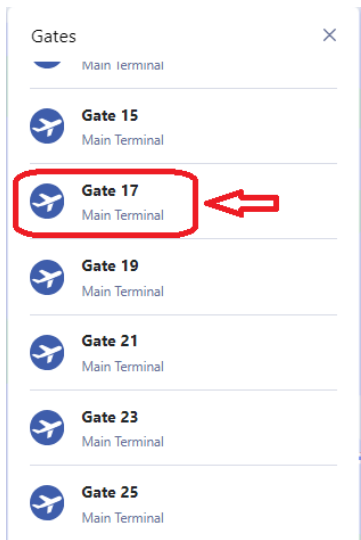 Gates
Main Terminal
Gate 15
Main Terminal
Gate 17
Main Terminal
Gate 19
Main Terminal
Gate 21
Main Terminal
Gate 23
Main Terminal
Gate 25
Main Terminal